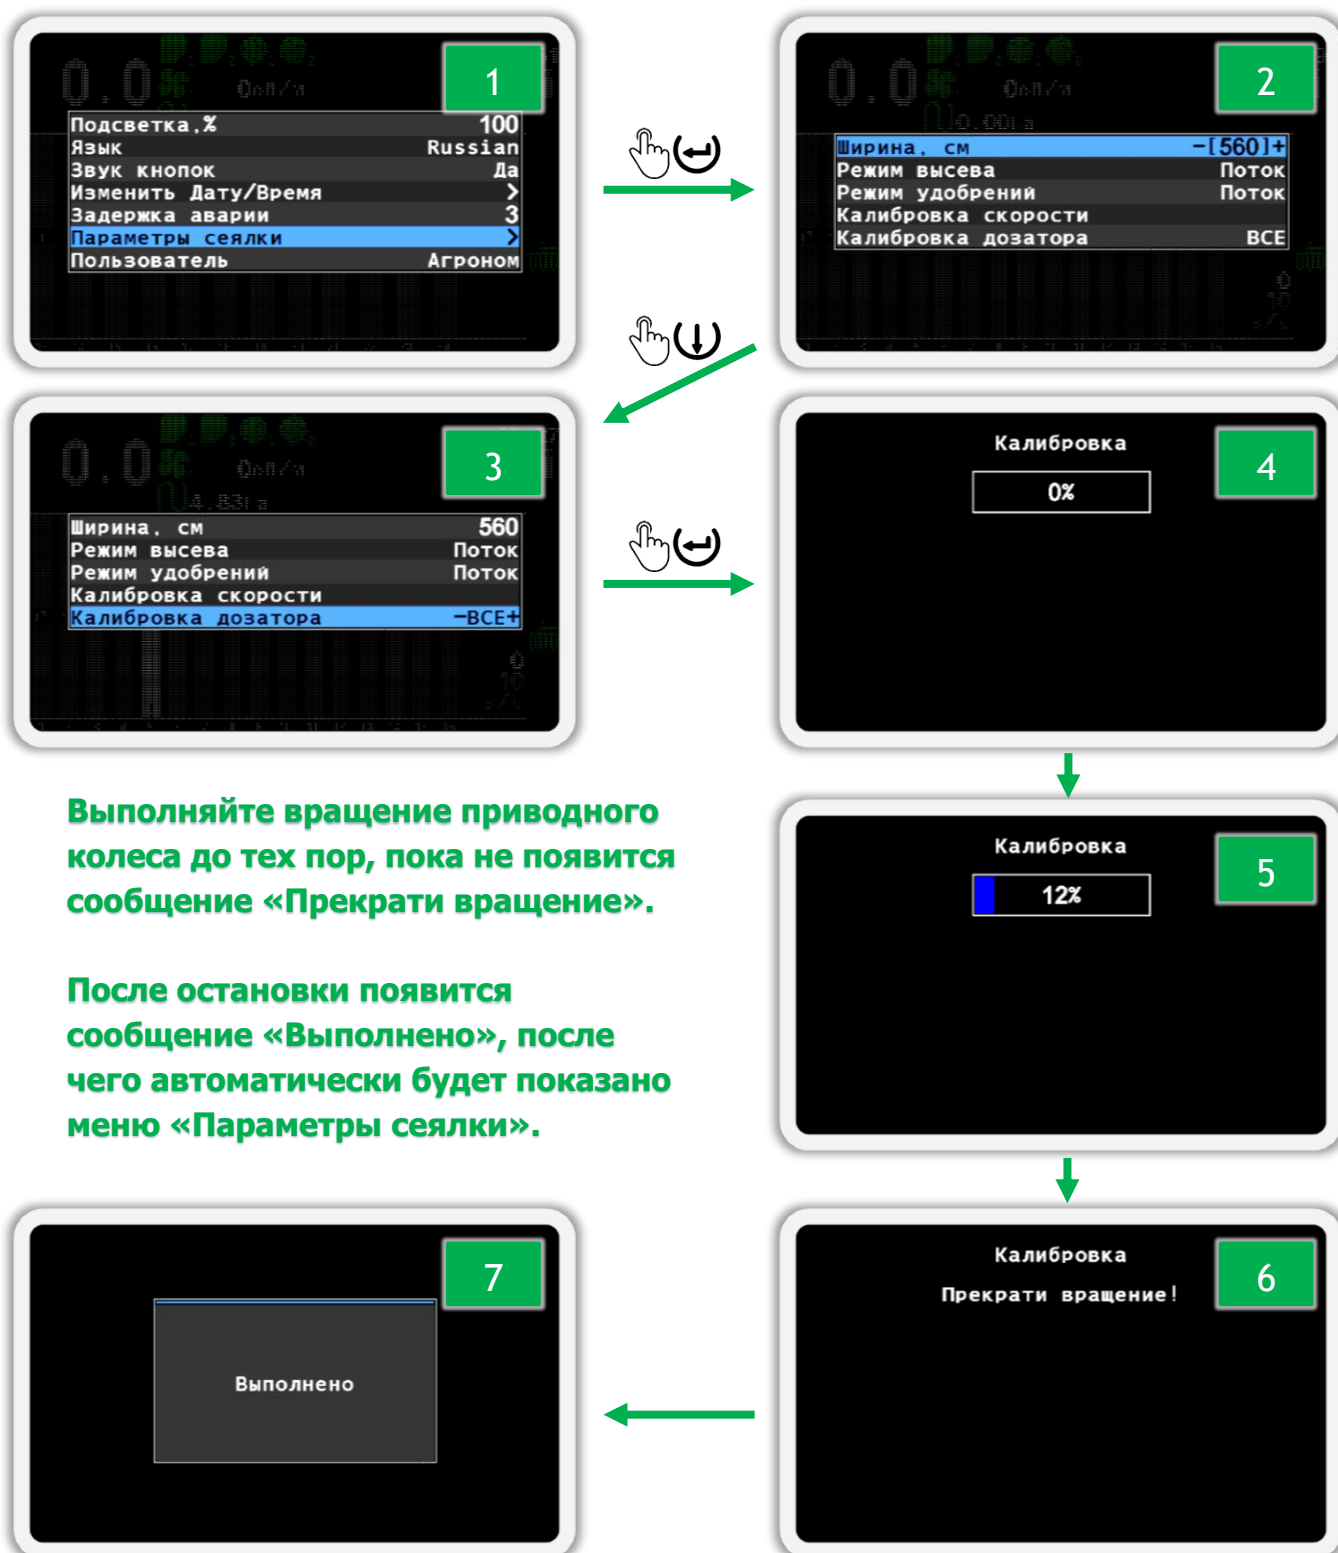 1
Подсветка,% 100
Язык Russian
Звук кнопок Да
Изменить Дату/Время >
Задержка аварии 3
Параметры сеялки >
Пользователь Агроном
2
Ширина, см -[560]+
Режим высева Поток
Режим удобрений Поток
Калибровка скорости
Калибровка дозатора ВСЕ
3
Ширина, см 560
Режим высева Поток
Режим удобрений Поток
Калибровка скорости
Калибровка дозатора -ВСЕ+
4
Калибровка
0%
Выполняйте вращение приводного
колеса до тех пор, пока не появится
сообщение «Прекрати вращение».
После остановки появится
сообщение «Выполнено», после
чего автоматически будет показано
меню «Параметры сеялки».
5
Калибровка
12%
7
Выполнено
6
Калибровка
Прекрати вращение!